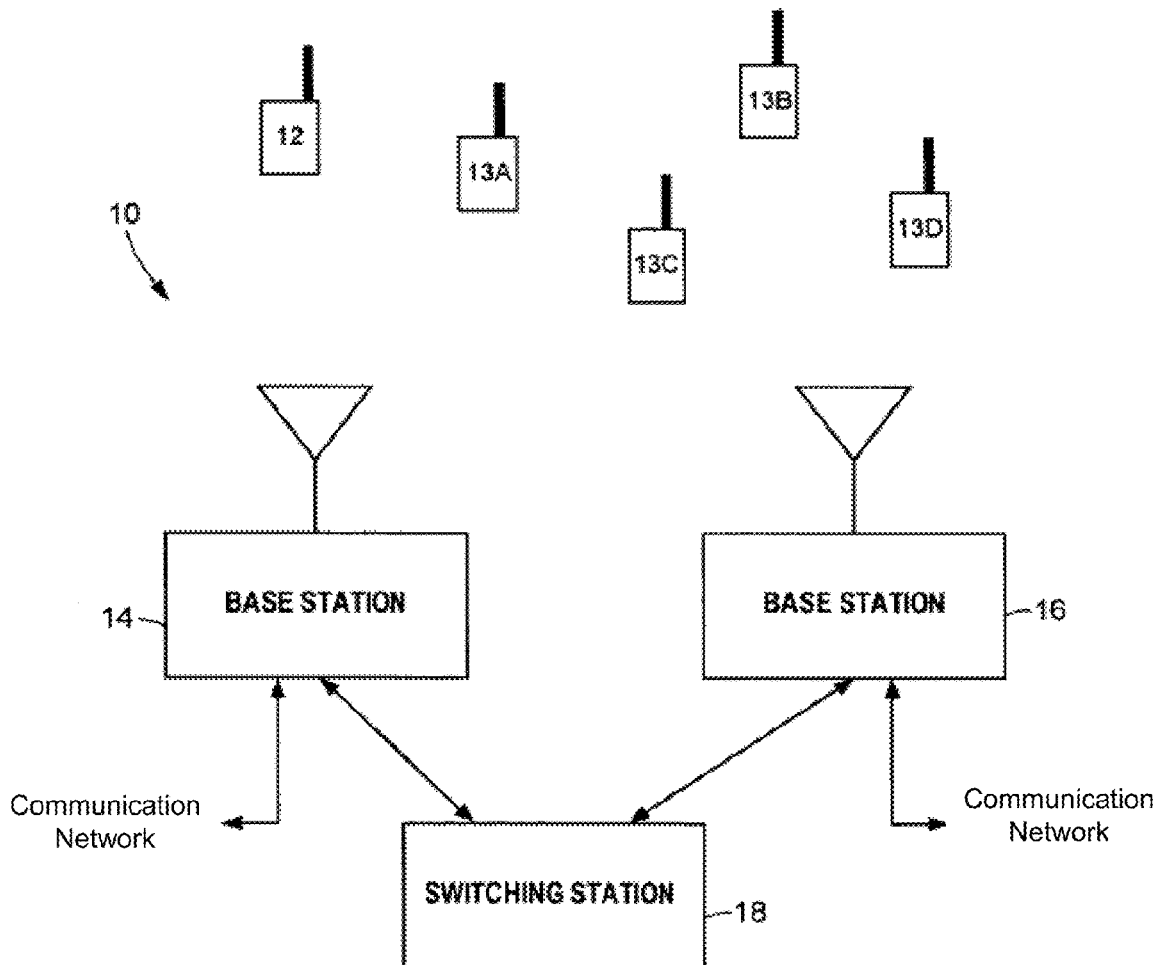 13B
12
13A
13D
10
13C
BASE STATION
BASE STATION
14
16
Communication
Network
Communication
Network
SWITCHING STATION
18